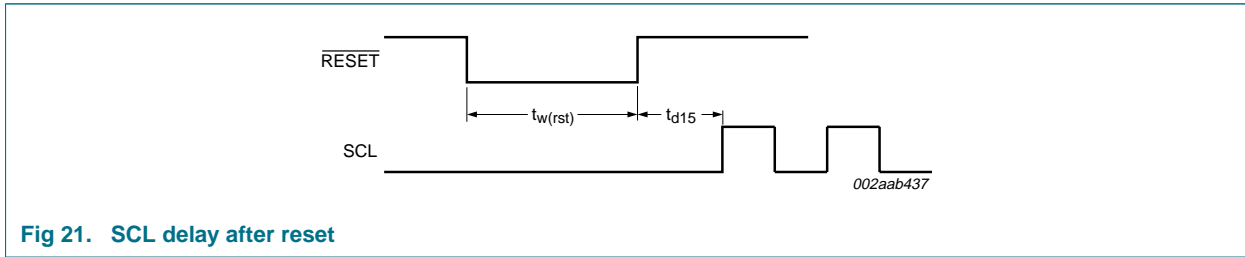 RESET
tw(rst)
td15
SCL
002aab437
Fig 21. SCL delay after reset